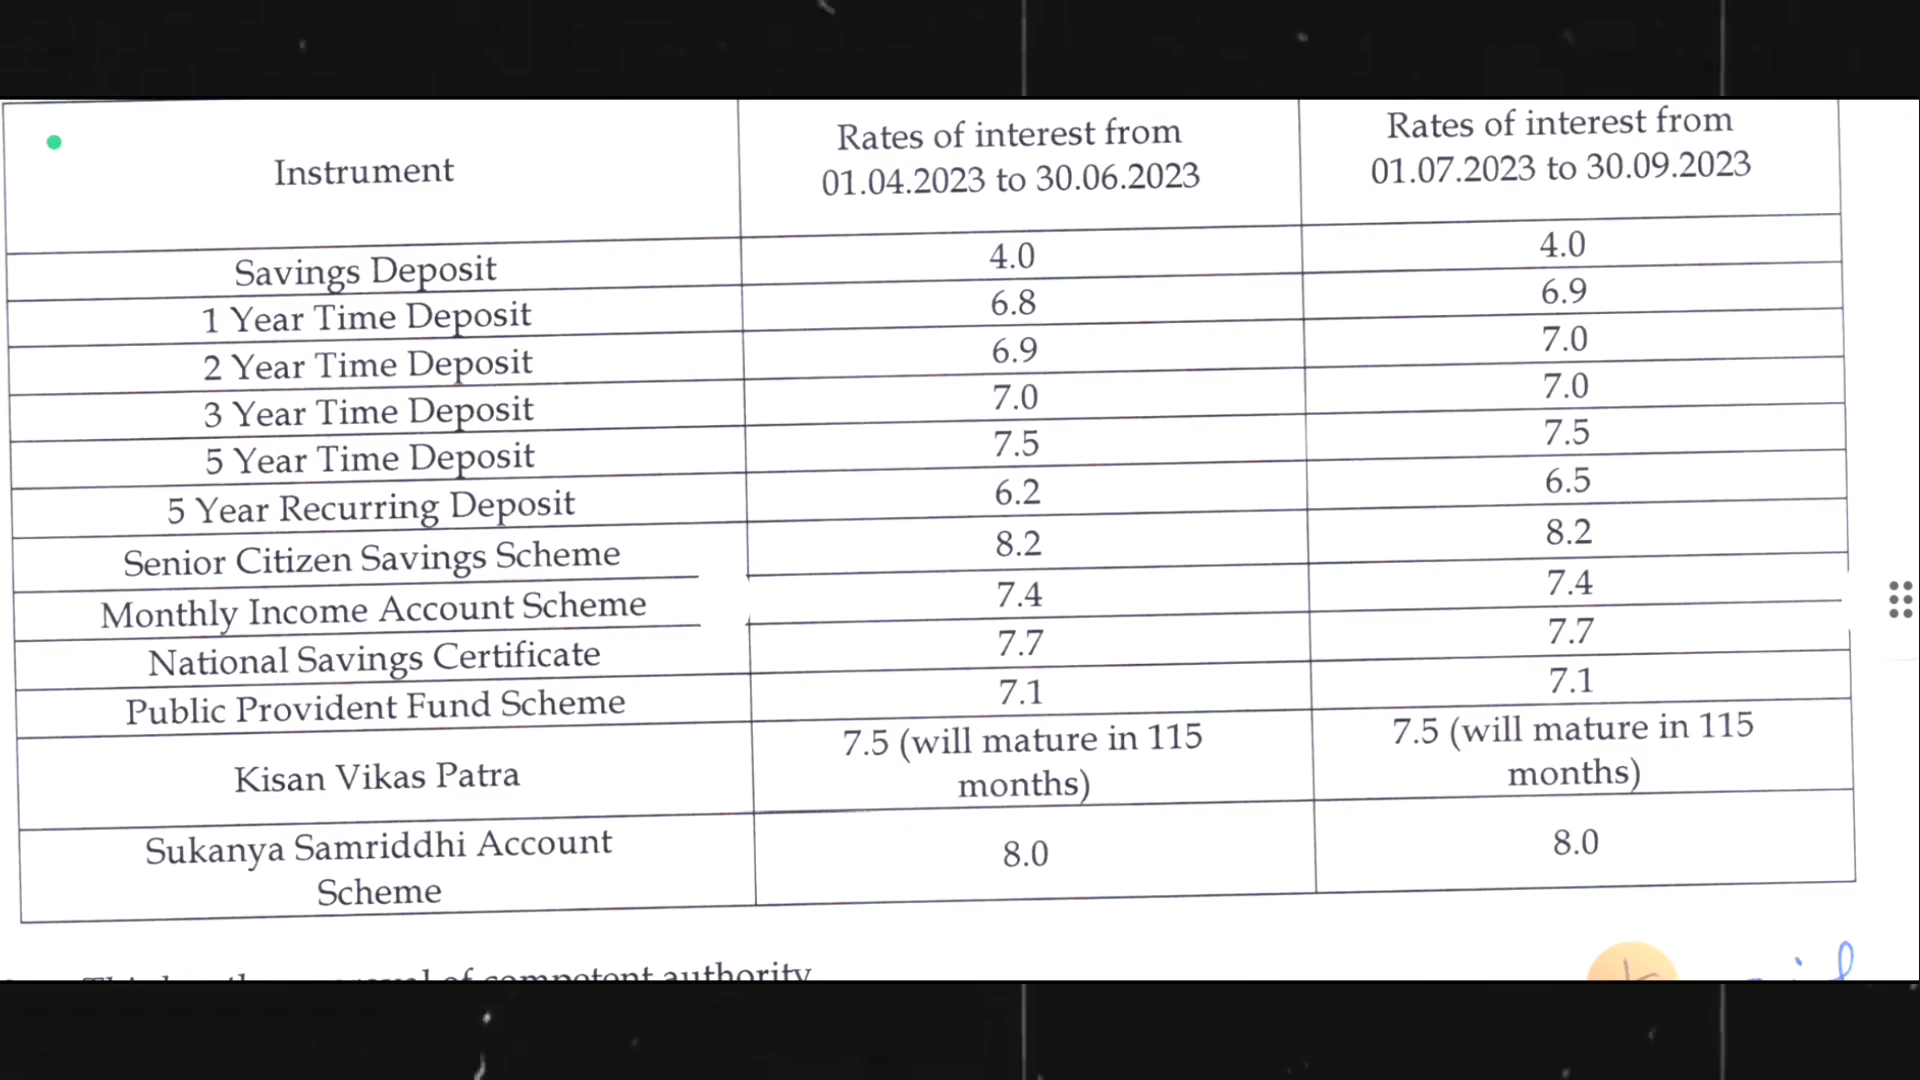 Instrument
Rates of interest from
01.04.2023 to 30.06.2023
Rates of interest from
01.07.2023 to 30.09.2023
Savings Deposit 4.0 4.0
1 Year Time Deposit 6.8 6.9
2 Year Time Deposit 6.9 7.0
3 Year Time Deposit 7.0 7.0
5 Year Time Deposit 7.5 7.5
5 Year Recurring Deposit 6.2 6.5
Senior Citizen Savings Scheme 8.2 8.2
Monthly Income Account Scheme 7.4 7.4
National Savings Certificate 7.7 7.7
Public Provident Fund Scheme 7.1 7.1
Kisan Vikas Patra
7.5 (will mature in 115
months)
7.5 (will mature in 115
months)
Sukanya Samriddhi Account
Scheme
8.0
8.0
of competent authority